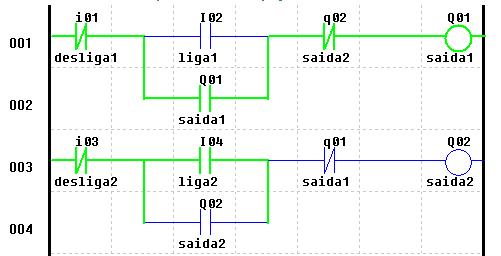 i01 I02 q02 Q01
001
desliga1 liga1 saida2 saida1
Q01
002
saida1
i03 I04 q01 Q02
003
desliga2 liga2 saida1 saida2
Q02
004
saida2